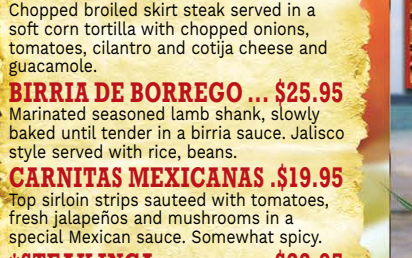 Chopped broiled skirt steak served in a
soft corn tortilla with chopped onions,
tomatoes, cilantro and cotija cheese and
guacamole.
BIRRIA DE BORREGO ... $25.95
Marinated seasoned lamb shank, slowly
baked until tender in a birria sauce. Jalisco
style served with rice, beans.
CARNITAS MEXICANAS .$19.95
Top sirloin strips sauteed with tomatoes,
fresh jalapeños and mushrooms in a
special Mexican sauce. Somewhat spicy.